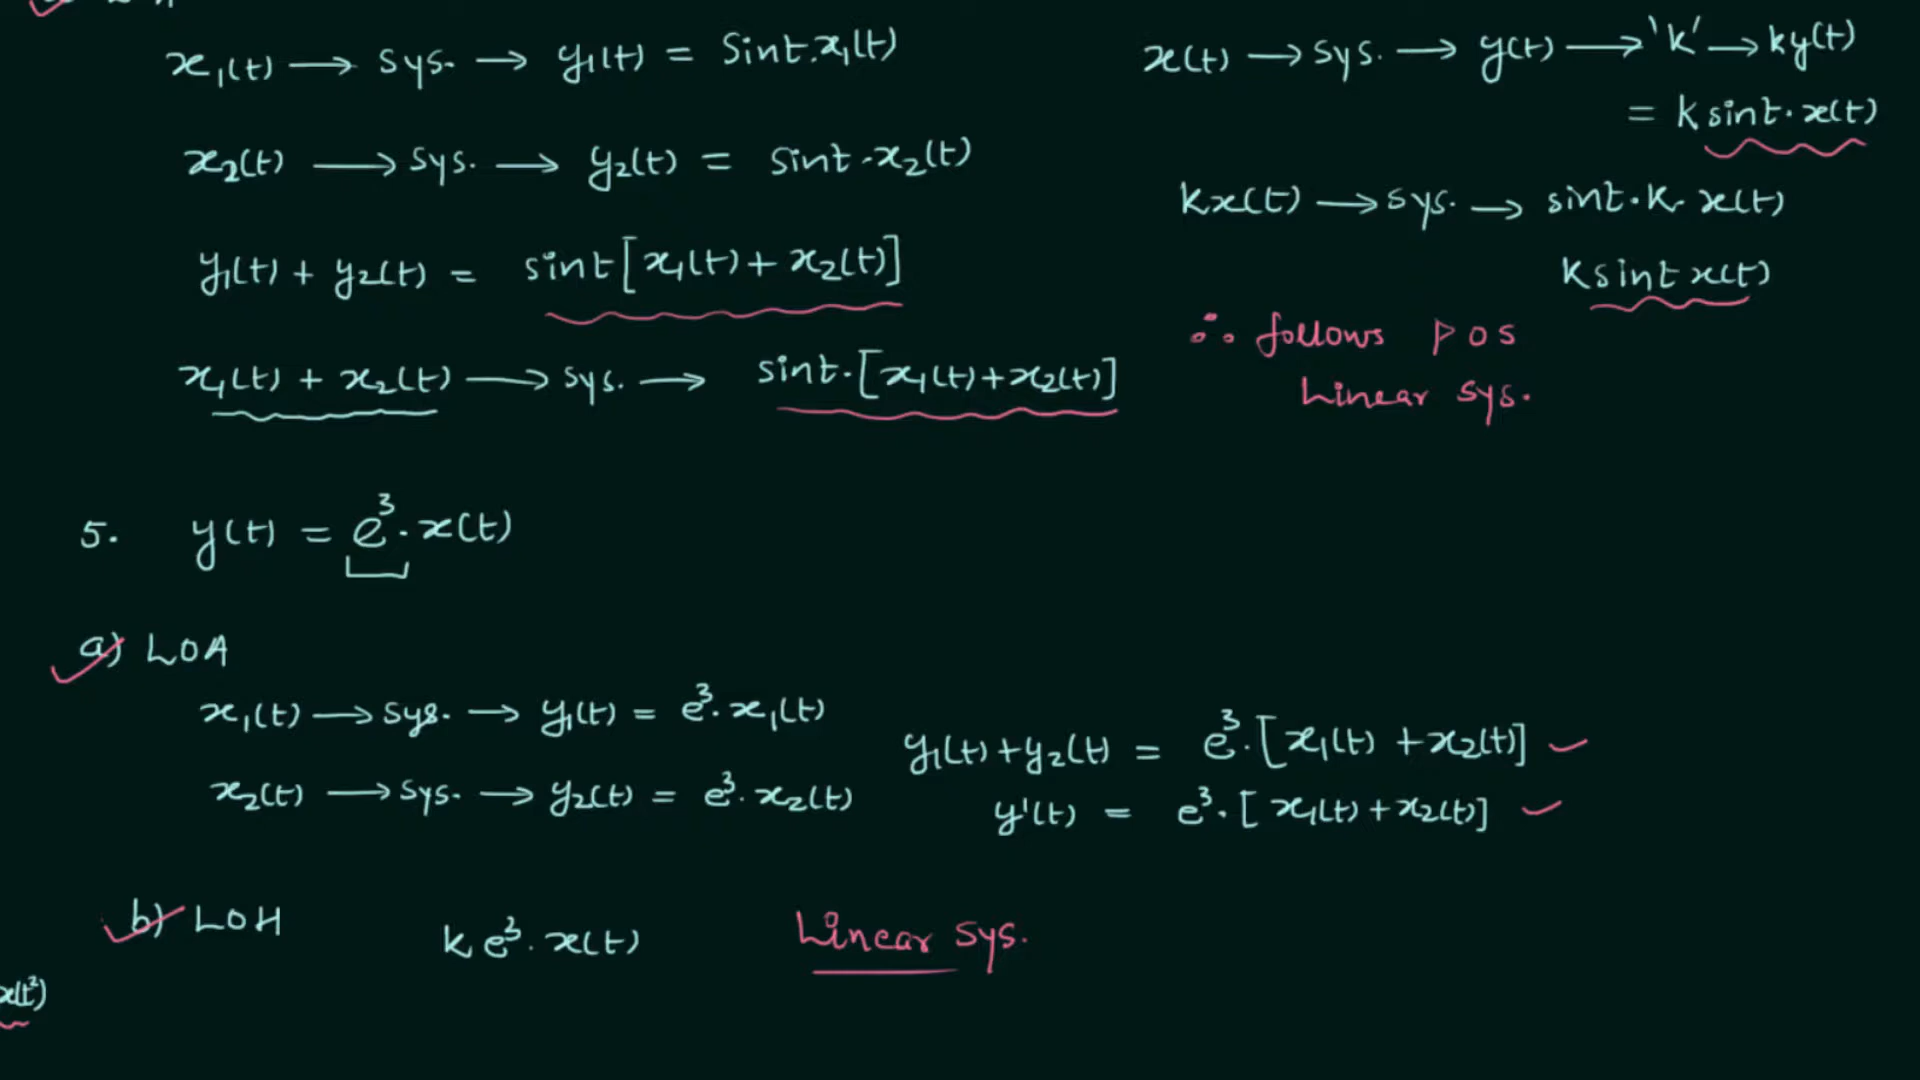 x₁(t) ⟶ sys. → y₁(t) = Sint.x₁(t)
x₂(t) ⟶ sys. ⟶ y₂(t) = sint.x₂(t)
y₁(t) + y₂(t) = sint[x₁(t) + x₂(t)]
x₁(t) + x₂(t) ⟶ sys. ⟶ sint.[x₁(t)+x₂(t)]
x(t) ⟶ sys. ⟶ y(t) ⟶ 'k' ⟶ ky(t)
= k sint.x(t)
kx(t) ⟶ sys. ⟶ sint.k.x(t)
ksint x(t)
∴ follows POS
Linear sys.
5. y(t) = e³.x(t)
a) LOA
x₁(t) ⟶ sys. ⟶ y₁(t) = e³.x₁(t)
x₂(t) ⟶ sys. ⟶ y₂(t) = e³.x₂(t)
y₁(t)+y₂(t) = e³.[x₁(t) +x₂(t)] ✓
y'(t) = e³.[x₁(t)+x₂(t)] ✓
b) LOH k e³.x(t) Linear sys.
x(t²)